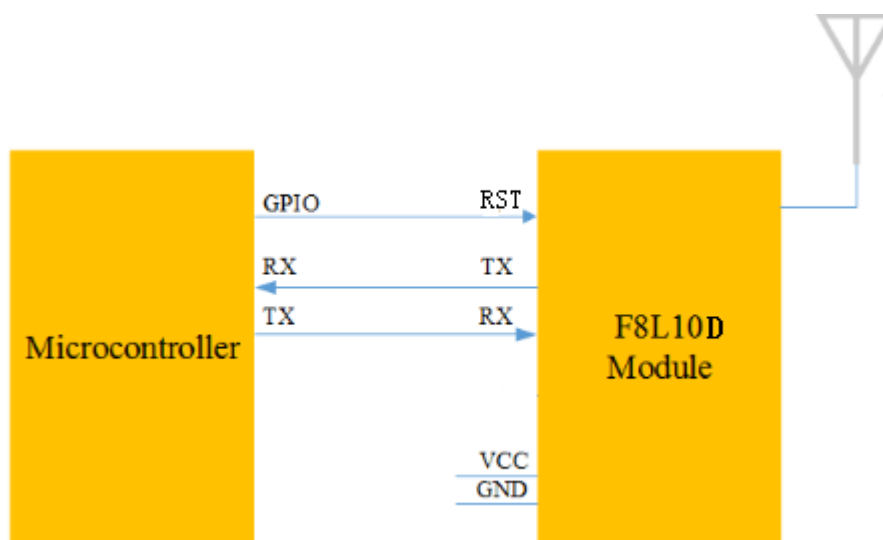 GPIO RST
RX TX
TX RX
Microcontroller
F8L10D
Module
VCC
GND